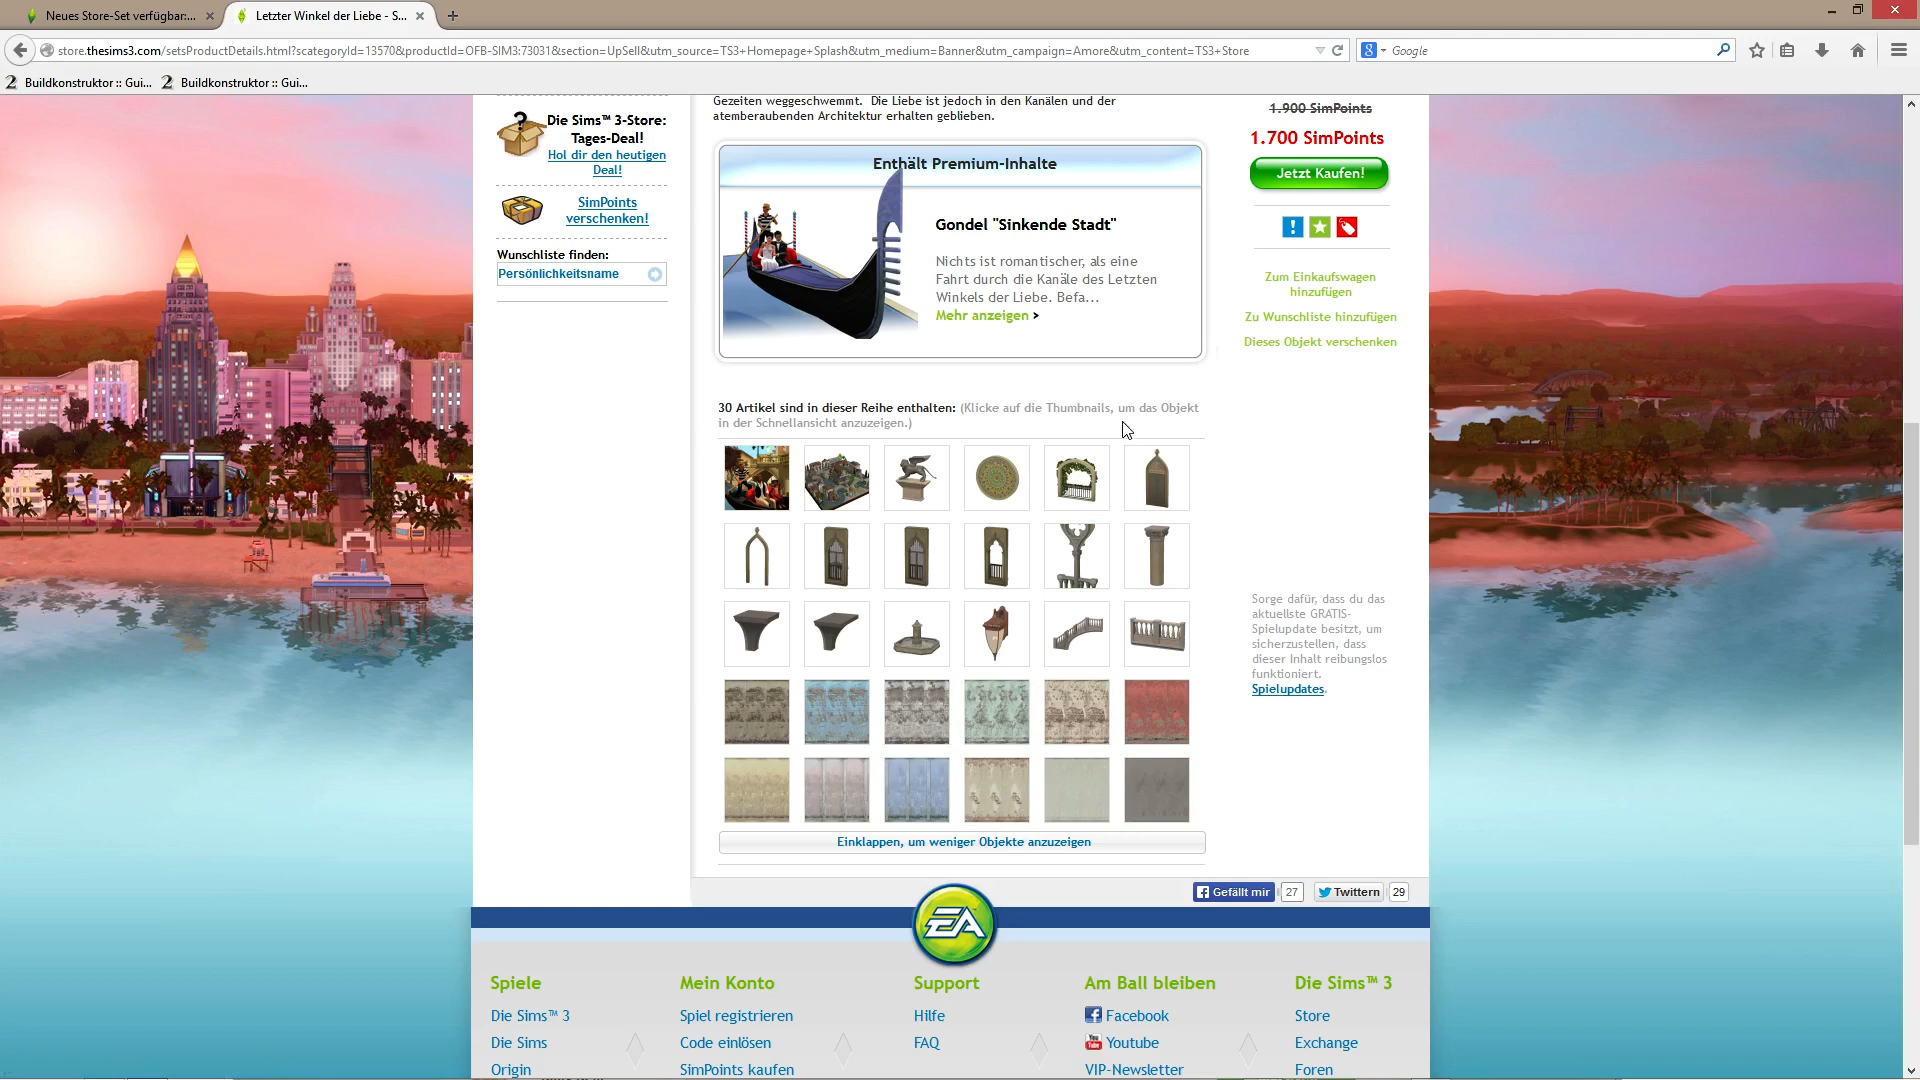 Neues Store-Set verfügbar:...
Letzter Winkel der Liebe - S...
store.thesims3.com/setsProductDetails.html?scategoryId=13570&productId=OFB-SIM3:73031&section=UpSell&utm_source=TS3+Homepage+Splash&utm_medium=Banner&utm_campaign=Amore&utm_content=TS3+Store
8
Google
2 Buildkonstruktor :: Gui...
2 Buildkonstruktor :: Gui...
Die Sims™ 3-Store:
Tages-Deal!
Hol dir den heutigen
Deal!
SimPoints
verschenken!
Wunschliste finden:
Persönlichkeitsname
Gezeiten weggeschwemmt. Die Liebe ist jedoch in den Kanälen und der
atemberaubenden Architektur erhalten geblieben.
Enthält Premium-Inhalte
Gondel "Sinkende Stadt"
Nichts ist romantischer, als eine
Fahrt durch die Kanäle des Letzten
Winkels der Liebe. Befa...
Mehr anzeigen >
1.900 SimPoints
1.700 SimPoints
Jetzt Kaufen!
Zum Einkaufswagen
hinzufügen
Zu Wunschliste hinzufügen
Dieses Objekt verschenken
30 Artikel sind in dieser Reihe enthalten: (Klicke auf die Thumbnails, um das Objekt
in der Schnellansicht anzuzeigen.)
Sorge dafür, dass du das
aktuellste GRATIS-
Spielupdate besitzt, um
sicherzustellen, dass
dieser Inhalt reibungslos
funktioniert.
Spielupdates.
Einklappen, um weniger Objekte anzuzeigen
Gefällt mir 27
Twittern 29
EA
Spiele
Die Sims™ 3
Die Sims
Origin
Mein Konto
Spiel registrieren
Code einlösen
SimPoints kaufen
Support
Hilfe
FAQ
Am Ball bleiben
Facebook
You Tube Youtube
VIP-Newsletter
Die Sims™ 3
Store
Exchange
Foren